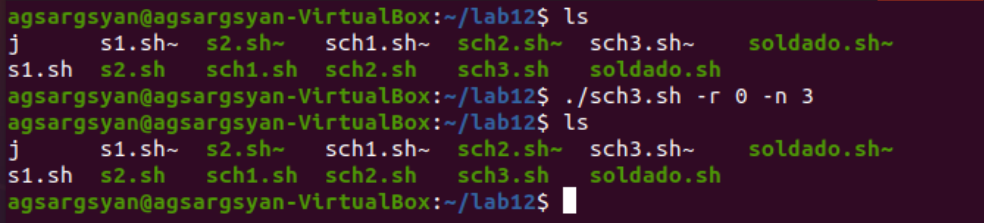 agsargsyan@agsargsyan-VirtualBox:~/lab12$ ls
j       s1.sh~  s2.sh~   sch1.sh~  sch2.sh~  sch3.sh~    soldado.sh~
s1.sh  s2.sh   sch1.sh  sch2.sh   sch3.sh   soldado.sh
agsargsyan@agsargsyan-VirtualBox:~/lab12$ ./sch3.sh -r 0 -n 3
agsargsyan@agsargsyan-VirtualBox:~/lab12$ ls
j       s1.sh~  s2.sh~   sch1.sh~  sch2.sh~  sch3.sh~    soldado.sh~
s1.sh  s2.sh   sch1.sh  sch2.sh   sch3.sh   soldado.sh
agsargsyan@agsargsyan-VirtualBox:~/lab12$